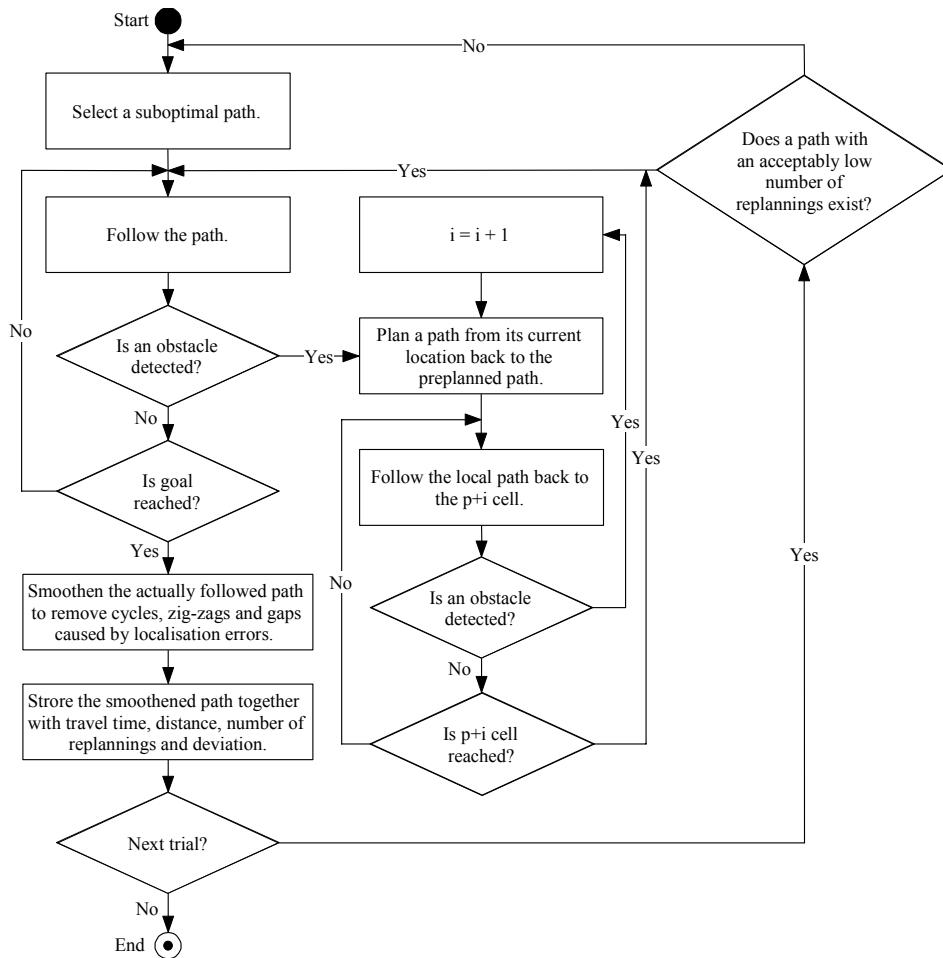 Start
No
Select a suboptimal path.
Does a path with
an acceptably low
number of
replannings exist?
Yes
Follow the path.
i = i + 1
No
Is an obstacle
detected?
Yes
Plan a path from its current
location back to the
preplanned path.
No
Yes
Yes
Is goal
reached?
Follow the local path back to
the p+i cell.
Yes
Yes
No
Smoothen the actually followed path
to remove cycles, zig-zags and gaps
caused by localisation errors.
Is an obstacle
detected?
No
Strore the smoothened path together
with travel time, distance, number of
replannings and deviation.
Is p+i cell
reached?
Next trial?
No
End